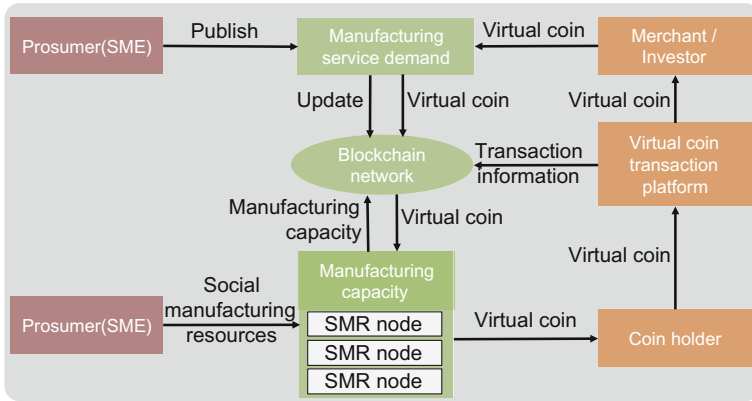 Prosumer(SME)
Publish
Manufacturing
service demand
Virtual coin
Merchant /
Investor
Update
Virtual coin
Virtual coin
Blockchain
network
Transaction
information
Virtual coin
transaction
platform
Manufacturing
capacity
Virtual coin
Virtual coin
Prosumer(SME)
Social
manufacturing
resources
Manufacturing
capacity
SMR node
SMR node
SMR node
Virtual coin
Coin holder